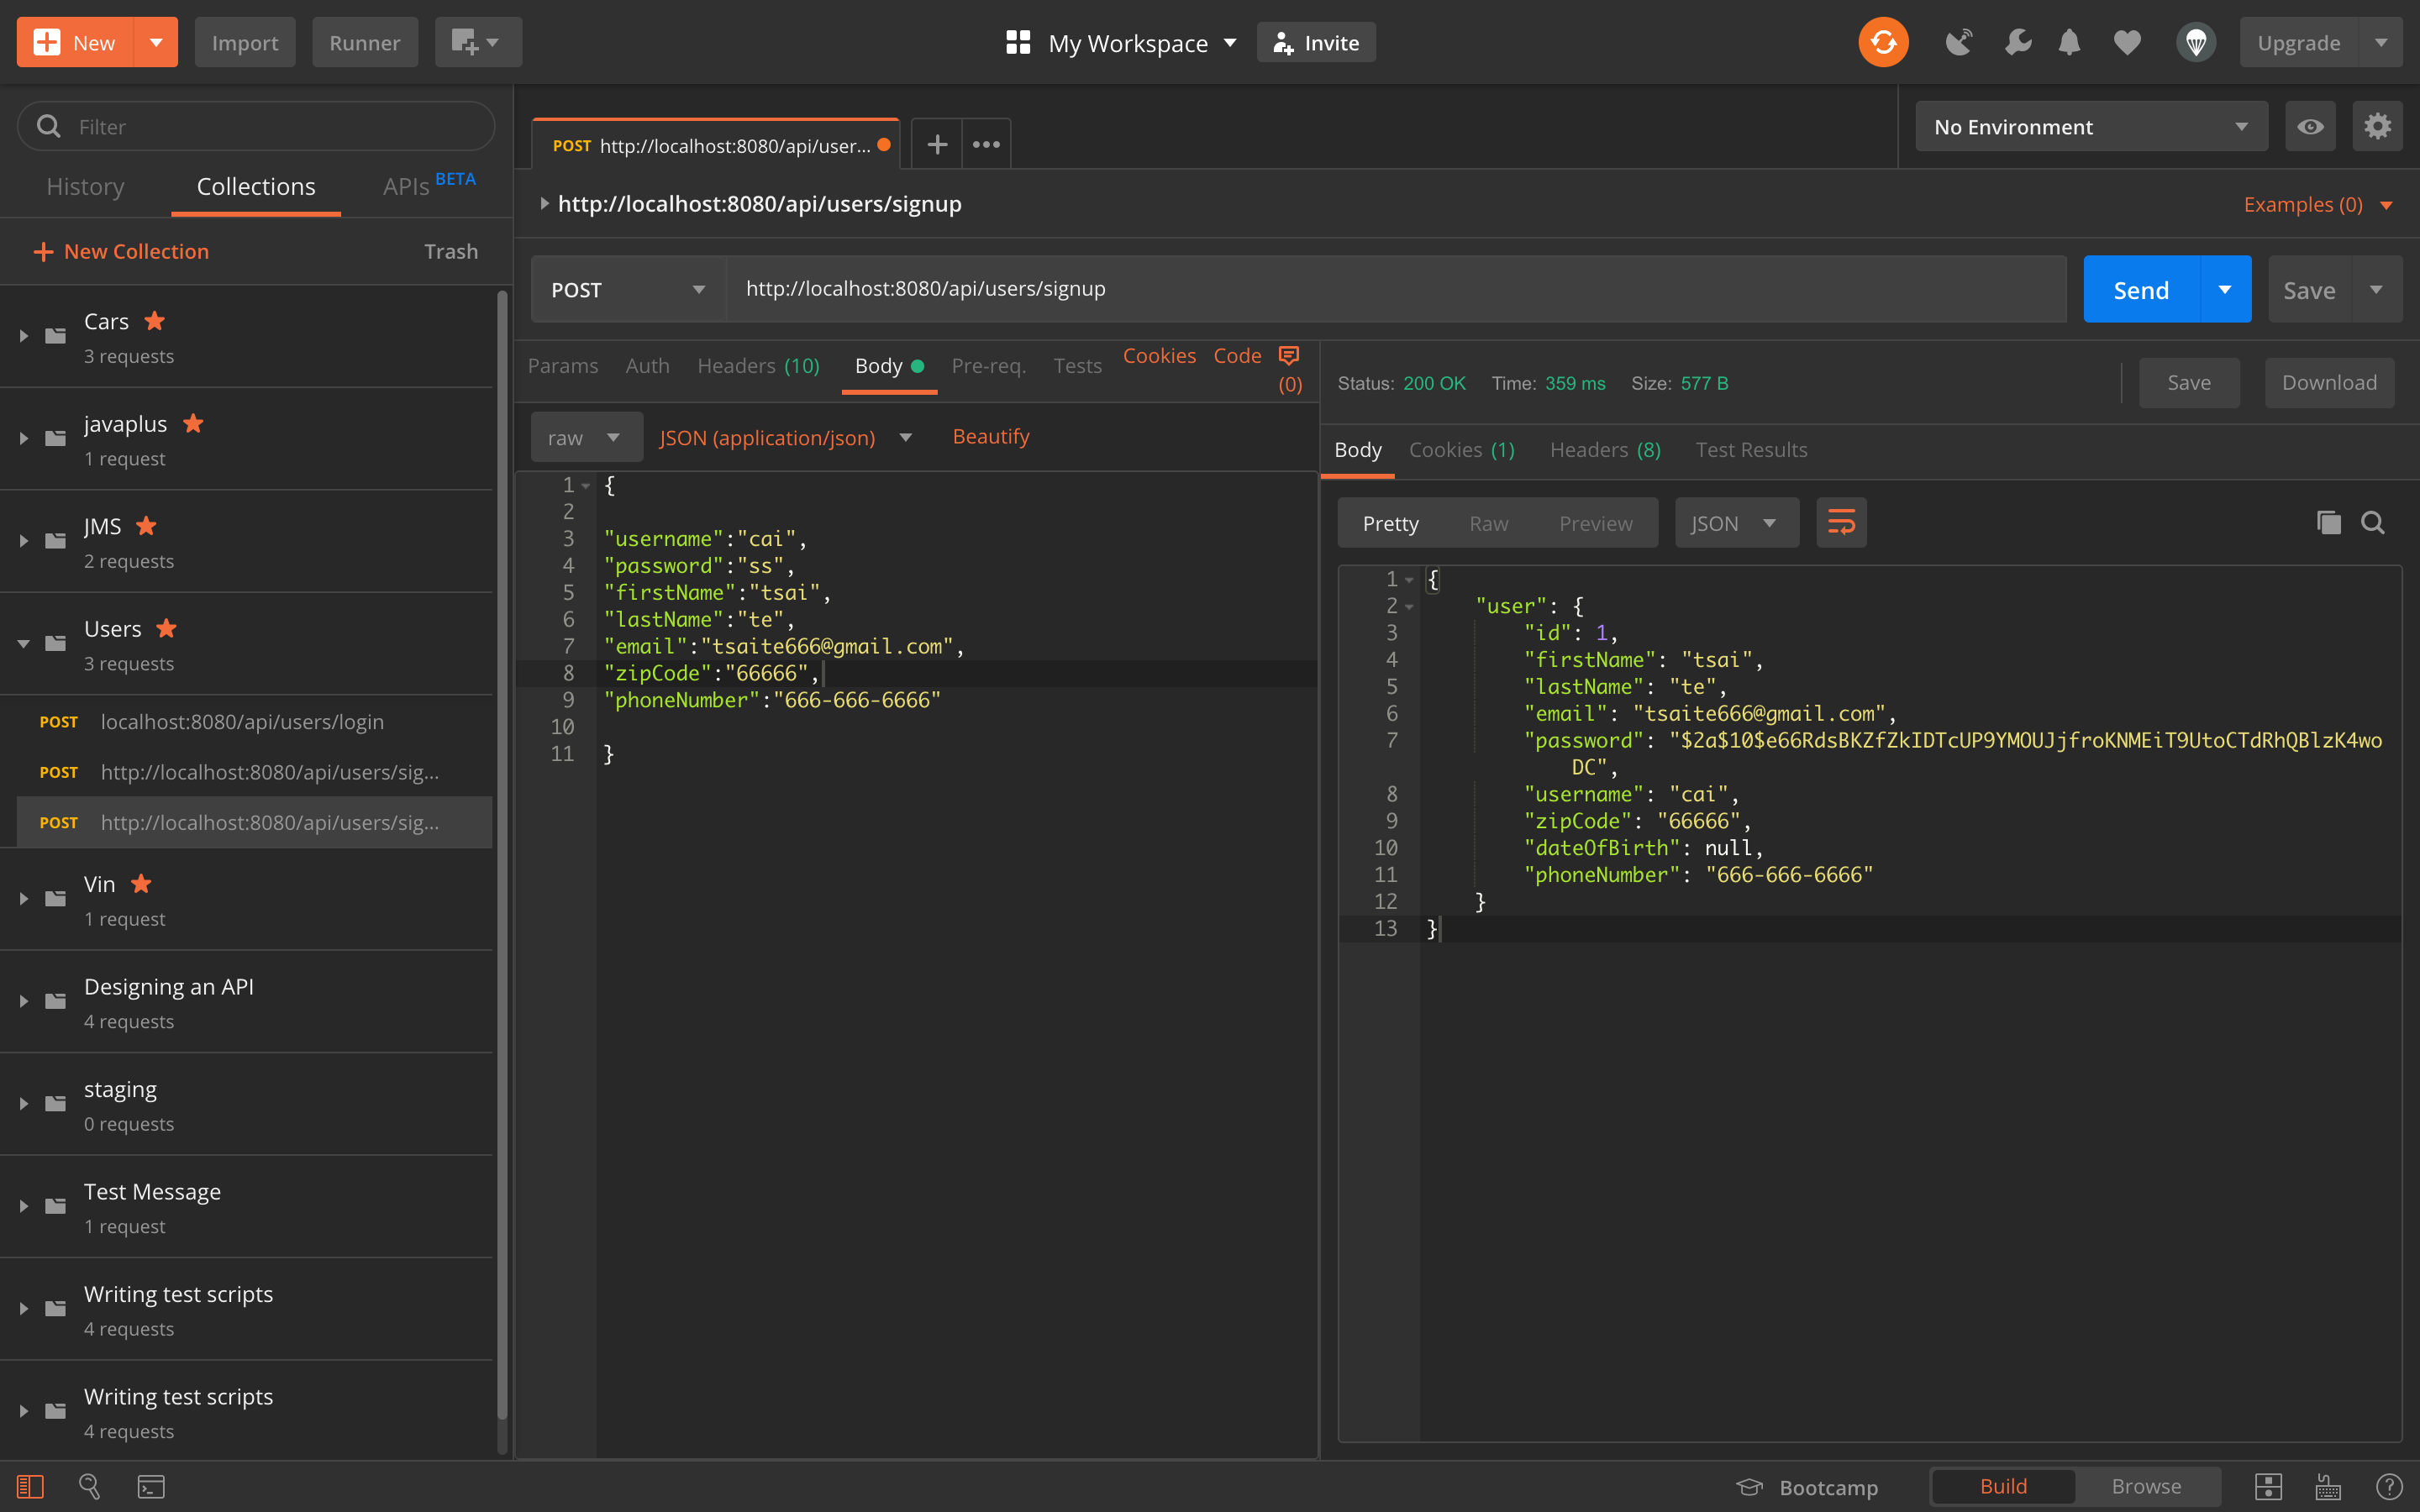 New
Import
Runner
My Workspace
Invite
Upgrade
Filter
History
Collections
APIs BETA
New Collection
Trash
Cars
3 requests
javaplus
1 request
JMS
2 requests
Users
3 requests
POST localhost:8080/api/users/login
POST http://localhost:8080/api/users/sig...
POST http://localhost:8080/api/users/sig...
Vin
1 request
Designing an API
4 requests
staging
0 requests
Test Message
1 request
Writing test scripts
4 requests
Writing test scripts
4 requests
POST http://localhost:8080/api/user...
No Environment
http://localhost:8080/api/users/signup
Examples (0)
POST
http://localhost:8080/api/users/signup
Send
Save
Params
Auth
Headers (10)
Body
Pre-req.
Tests
Cookies
Code
(0)
raw
JSON (application/json)
Beautify
1 {
2
3 "username":"cai",
4 "password":"ss",
5 "firstName":"tsai",
6 "lastName":"te",
7 "email":"tsaite666@gmail.com",
8 "zipCode":"66666",
9 "phoneNumber":"666-666-6666"
10
11 }
Status: 200 OK Time: 359 ms Size: 577 B
Save
Download
Body
Cookies (1)
Headers (8)
Test Results
Pretty
Raw
Preview
JSON
1 {
2 "user": {
3 "id": 1,
4 "firstName": "tsai",
5 "lastName": "te",
6 "email": "tsaite666@gmail.com",
7 "password": "$2a$10$e66RdsBKZfZkIDTcUP9YMOUJjfroKNMEiT9UtoCTdRhQBlzK4wo
DC",
8 "username": "cai",
9 "zipCode": "66666",
10 "dateOfBirth": null,
11 "phoneNumber": "666-666-6666"
12 }
13 }
Bootcamp
Build
Browse